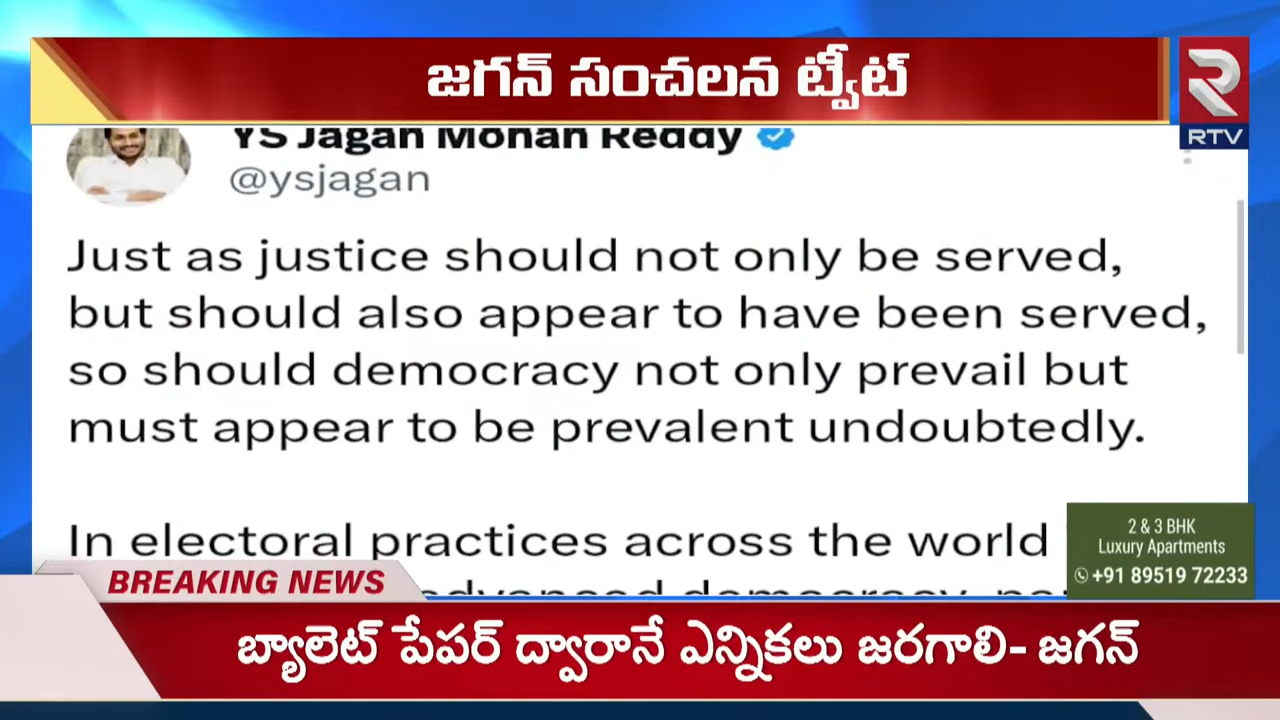 జగన్ సంచలన ట్వీట్
RTV
YS Jagan Mohan Reddy
@ysjagan
Just as justice should not only be served,
but should also appear to have been served,
so should democracy not only prevail but
must appear to be prevalent undoubtedly.
In electoral practices across the world
advanced democracy,
2 & 3 BHK
Luxury Apartments
+91 89519 72233
BREAKING NEWS
బ్యాలెట్ పేపర్ ద్వారానే ఎన్నికలు జరగాలి- జగన్